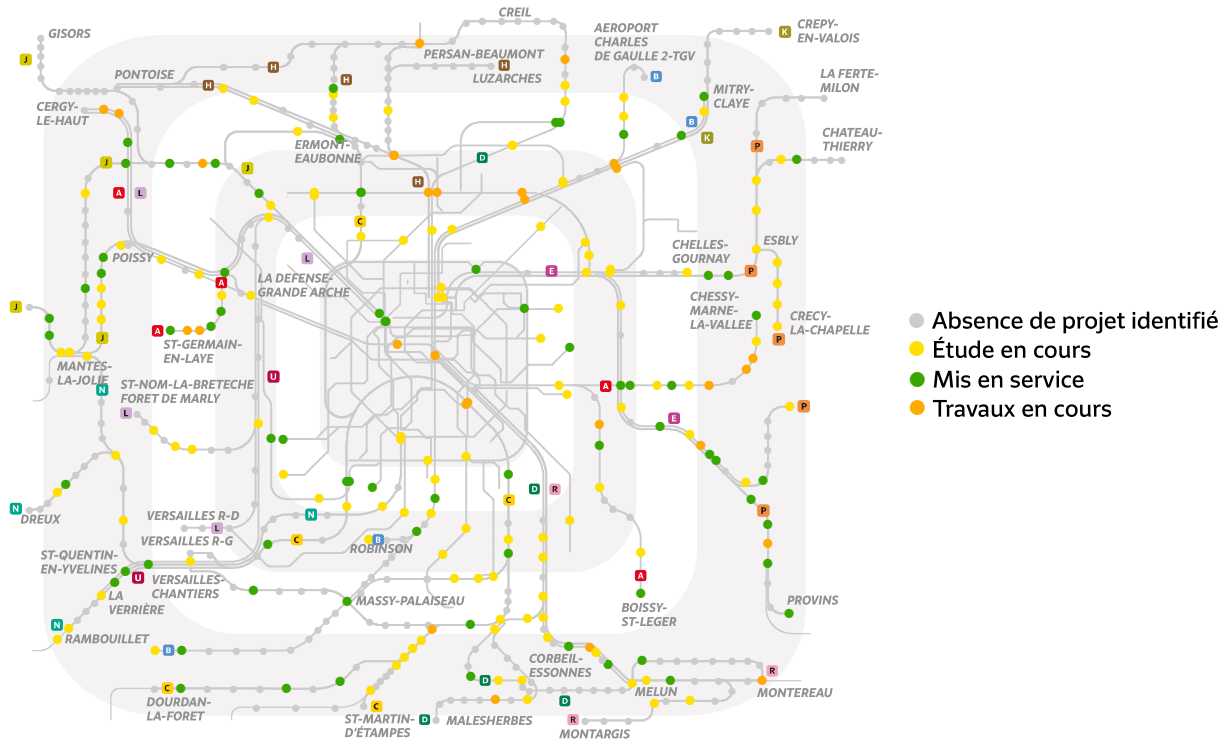 CREIL
GISORS
AEROPORT
CHARLES
DE GAULLE 2-TGV
CREPY-
EN-VALOIS
K
J
PERSAN-BEAUMONT
LUZARCHES
H
H
H
H
PONTOISE
B
LA FERTE-
MILON
MITRY-
CLAYE
CERGY-
LE-HAUT
B
K
CHATEAU-
THIERRY
ERMONT-
EAUBONNE
P
D
J
J
H
A
L
C
CHELLES-
GOURNAY
ESBLY
POISSY
L
LA DEFENSE-
GRANDE ARCHE
E
P
A
CHESSY-
MARNE-
LA-VALLEE
J
CRECY-
LA-CHAPELLE
P
A
J
ST-GERMAIN-
EN-LAYE
MANTES-
LA-JOLIE
N
ST-NOM-LA-BRETECHE
FORET DE MARLY
U
A
L
E
P
Absence de projet identifié
Étude en cours
Mis en service
Travaux en cours
N
DREUX
D
R
C
P
VERSAILLES R-D
L
N
VERSAILLES R-G
C
B
ROBINSON
ST-QUENTIN-
EN-YVELINES
U
VERSAILLES-
CHANTIERS
LA
VERRIÈRE
A
MASSY-PALAISEAU
BOISSY-
ST-LEGER
PROVINS
N
RAMBOUILLET
B
CORBEIL-
ESSONNES
R
MONTEREAU
D
MELUN
C
DOURDAN-
LA-FORET
C
ST-MARTIN-
D'ÉTAMPES
D
MALESHERBES
D
R
MONTARGIS